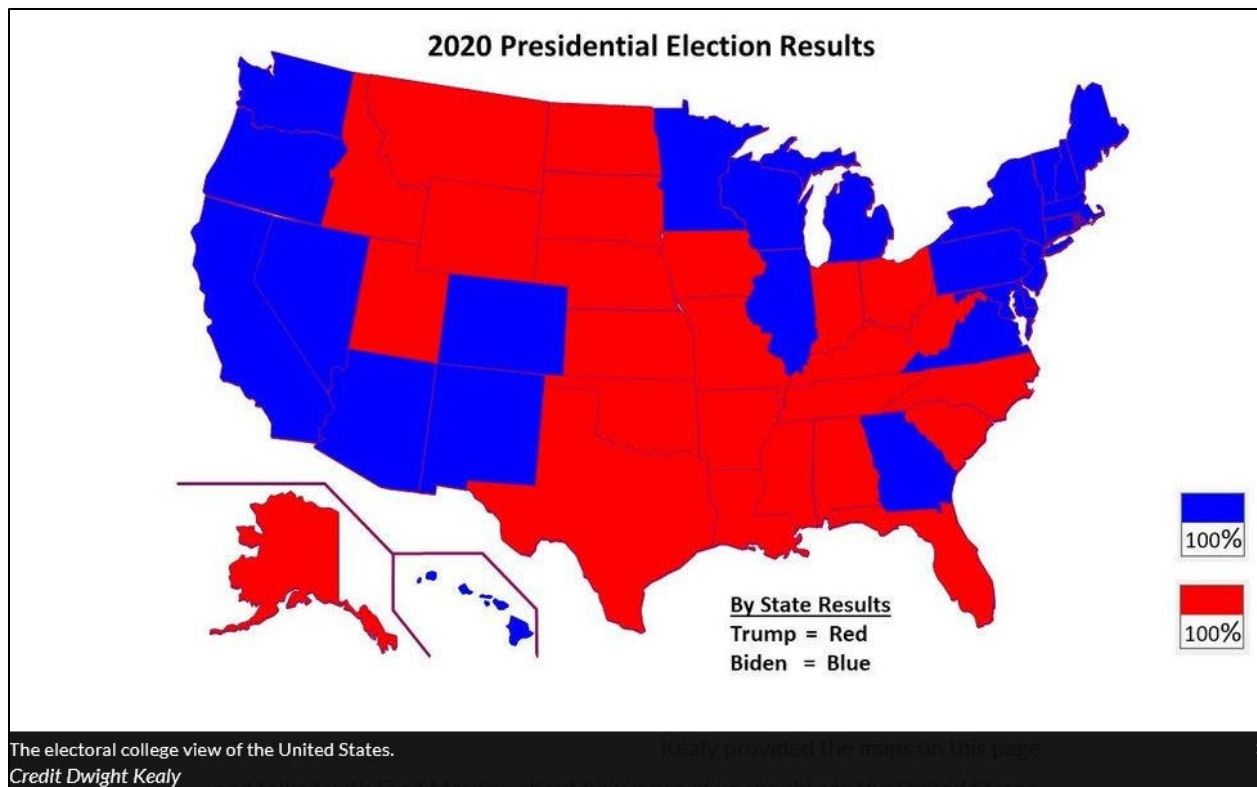 2020 Presidential Election Results
100%
100%
By State Results
Trump = Red
Biden = Blue
The electoral college view of the United States.
Kealy provided the maps on this page
Credit Dwight Kealy